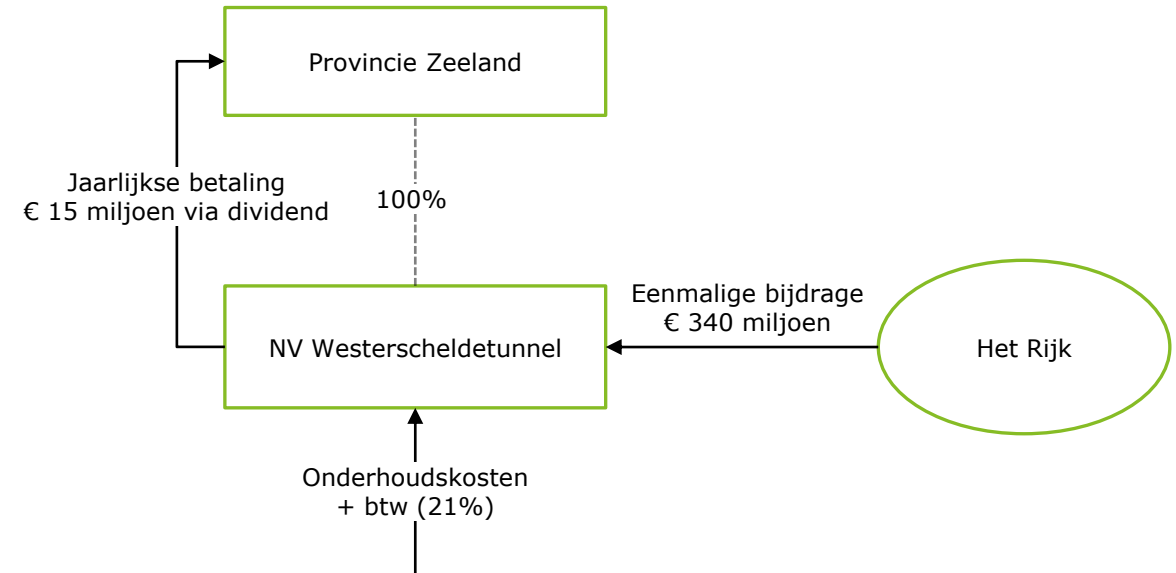 Provincie Zeeland
Jaarlijkse betaling
€ 15 miljoen via dividend
100%
Eenmalige bijdrage
€ 340 miljoen
NV Westerscheldetunnel
Het Rijk
Onderhoudskosten
+ btw (21%)